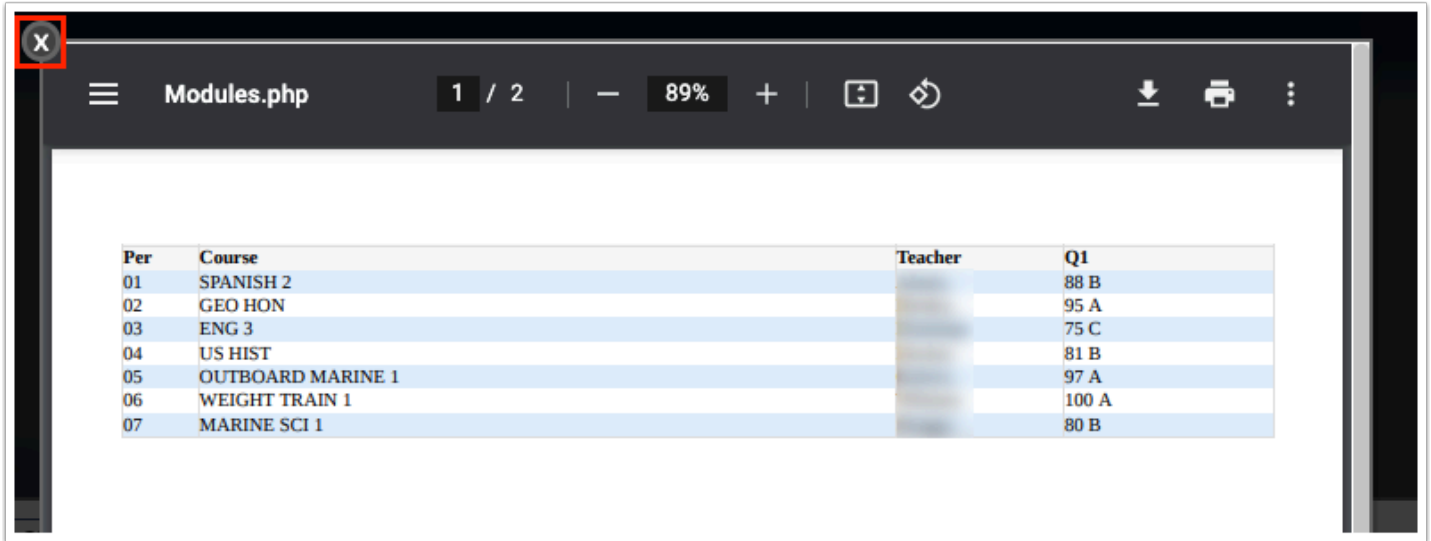 X
Modules.php 1 / 2 89%
Per Course Teacher Q1
01 SPANISH 2 88 B
02 GEO HON 95 A
03 ENG 3 75 C
04 US HIST 81 B
05 OUTBOARD MARINE 1 97 A
06 WEIGHT TRAIN 1 100 A
07 MARINE SCI 1 80 B